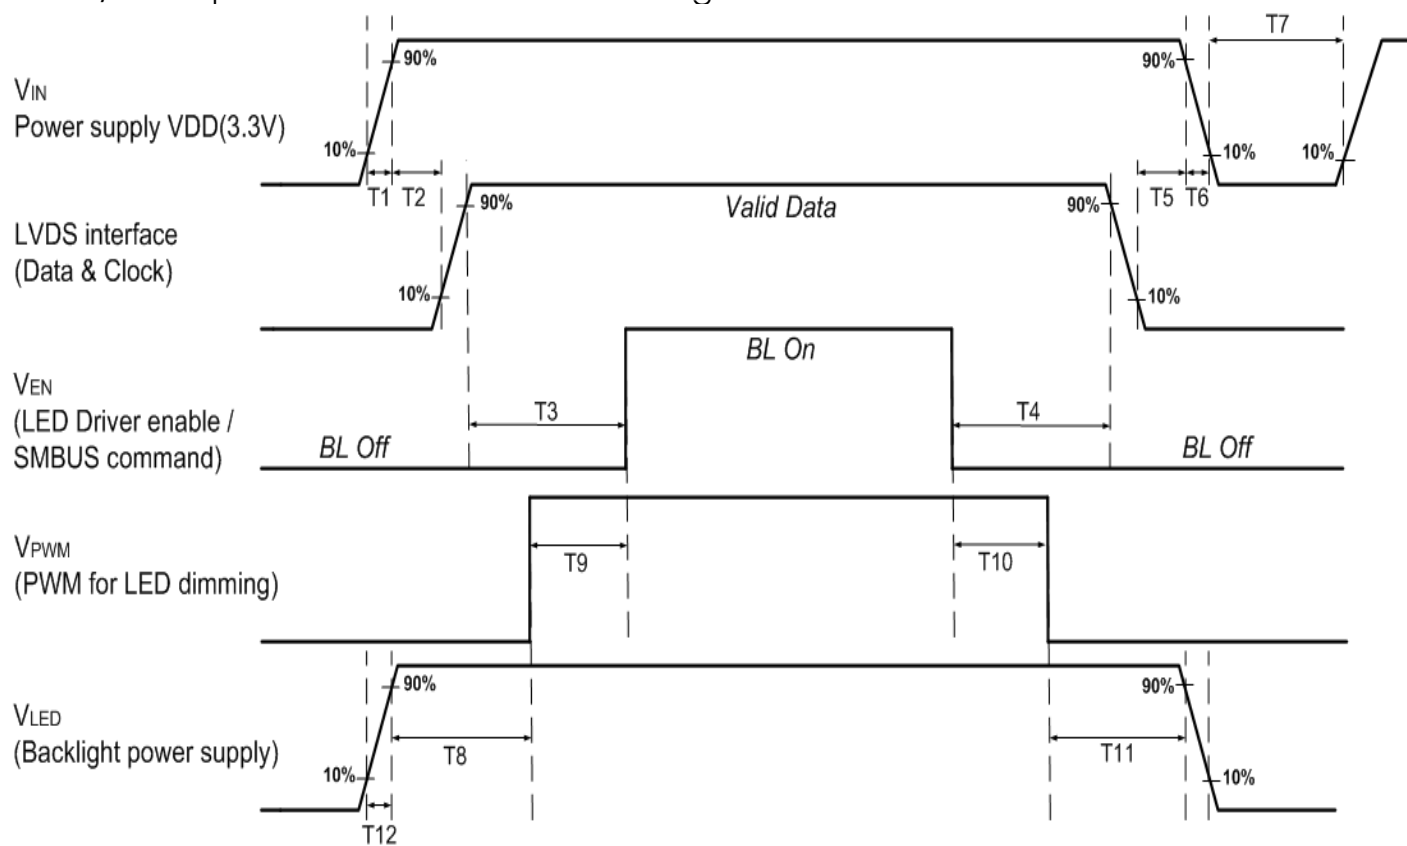 T7
90%
90%
VIN
Power supply VDD(3.3V)
10%
10%
10%
T1
T2
T5
T6
90%
Valid Data
90%
LVDS interface
(Data & Clock)
10%
10%
BL On
VEN
(LED Driver enable /
SMBUS command)
T3
T4
BL Off
BL Off
VPWM
(PWM for LED dimming)
T9
T10
90%
90%
VLED
(Backlight power supply)
T8
T11
10%
10%
T12